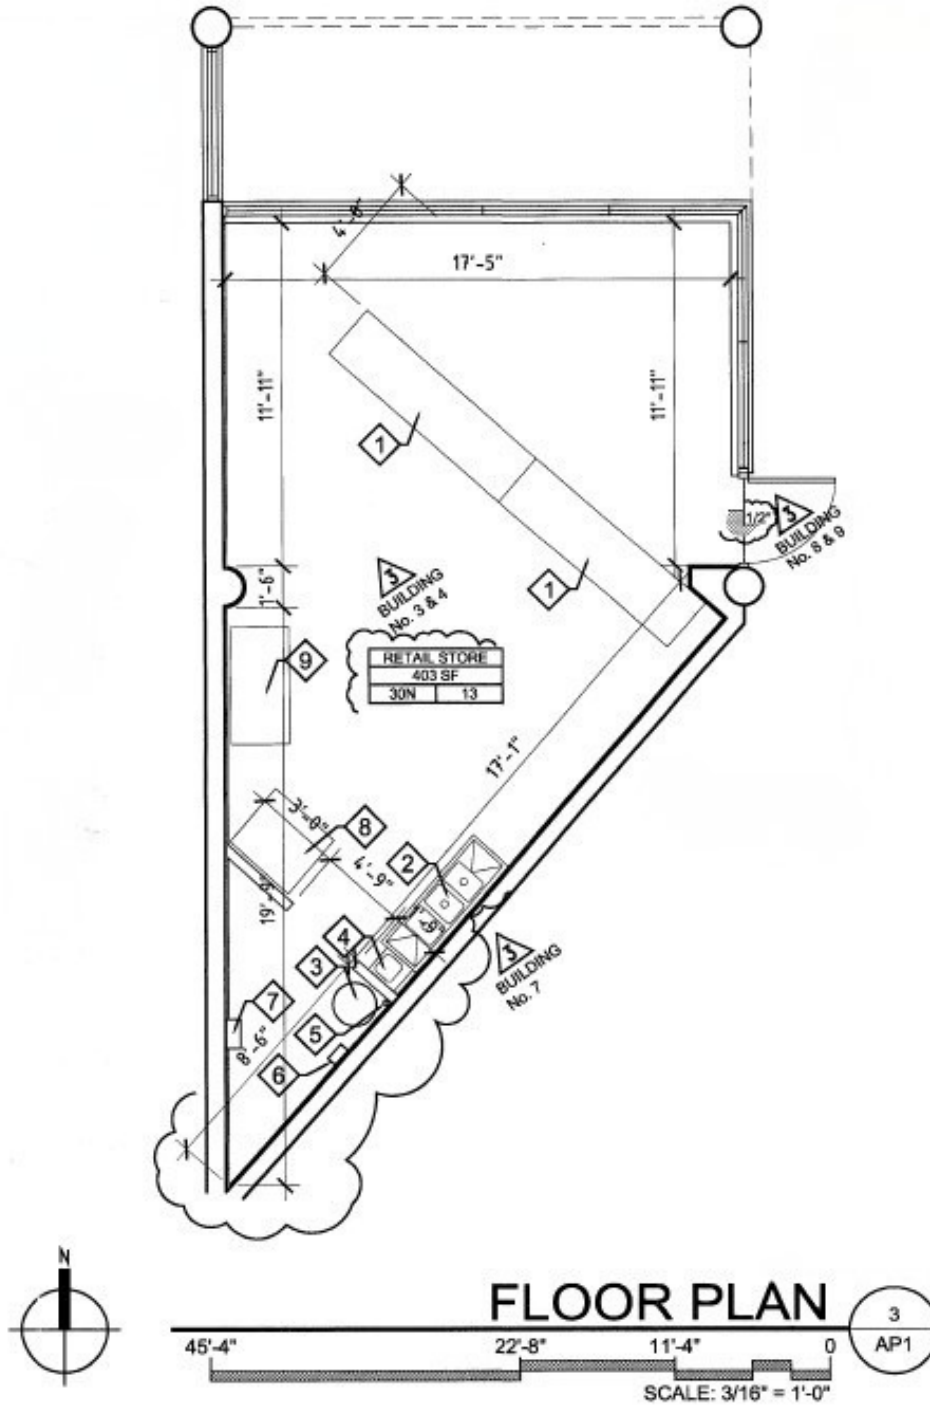 4'-8"
17'-5"
11'-11"
11'-11"
1
1
1/2"
3
BUILDING
No. 8 & 9
1'-6"
3
BUILDING
No. 3 & 4
9
RETAIL STORE
403 SF
30N 13
17'-1"
3'-0"
8
4'-9"
2
19'-9"
4
3
3
BUILDING
No. 7
7
5
8'-6"
6
N
FLOOR PLAN
3
AP1
45'-4" 22'-8" 11'-4" 0
SCALE: 3/16" = 1'-0"